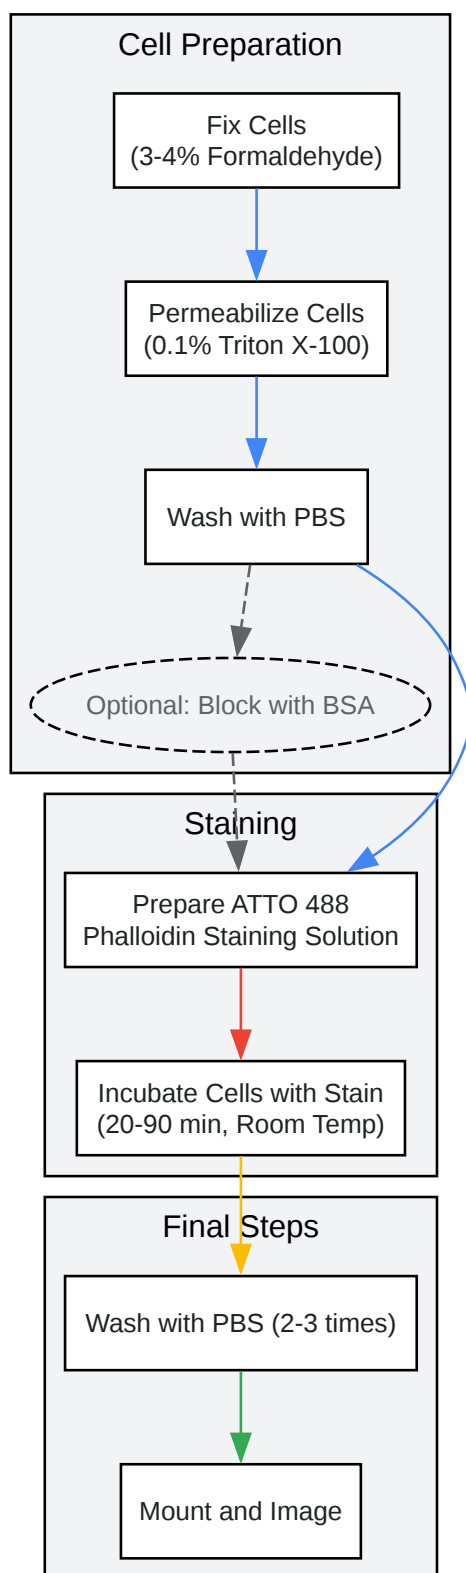 Cell Preparation
Fix Cells
(3-4% Formaldehyde)
Permeabilize Cells
(0.1% Triton X-100)
Wash with PBS
Optional: Block with BSA
Staining
Prepare ATTO 488
Phalloidin Staining Solution
Incubate Cells with Stain
(20-90 min, Room Temp)
Final Steps
Wash with PBS (2-3 times)
Mount and Image